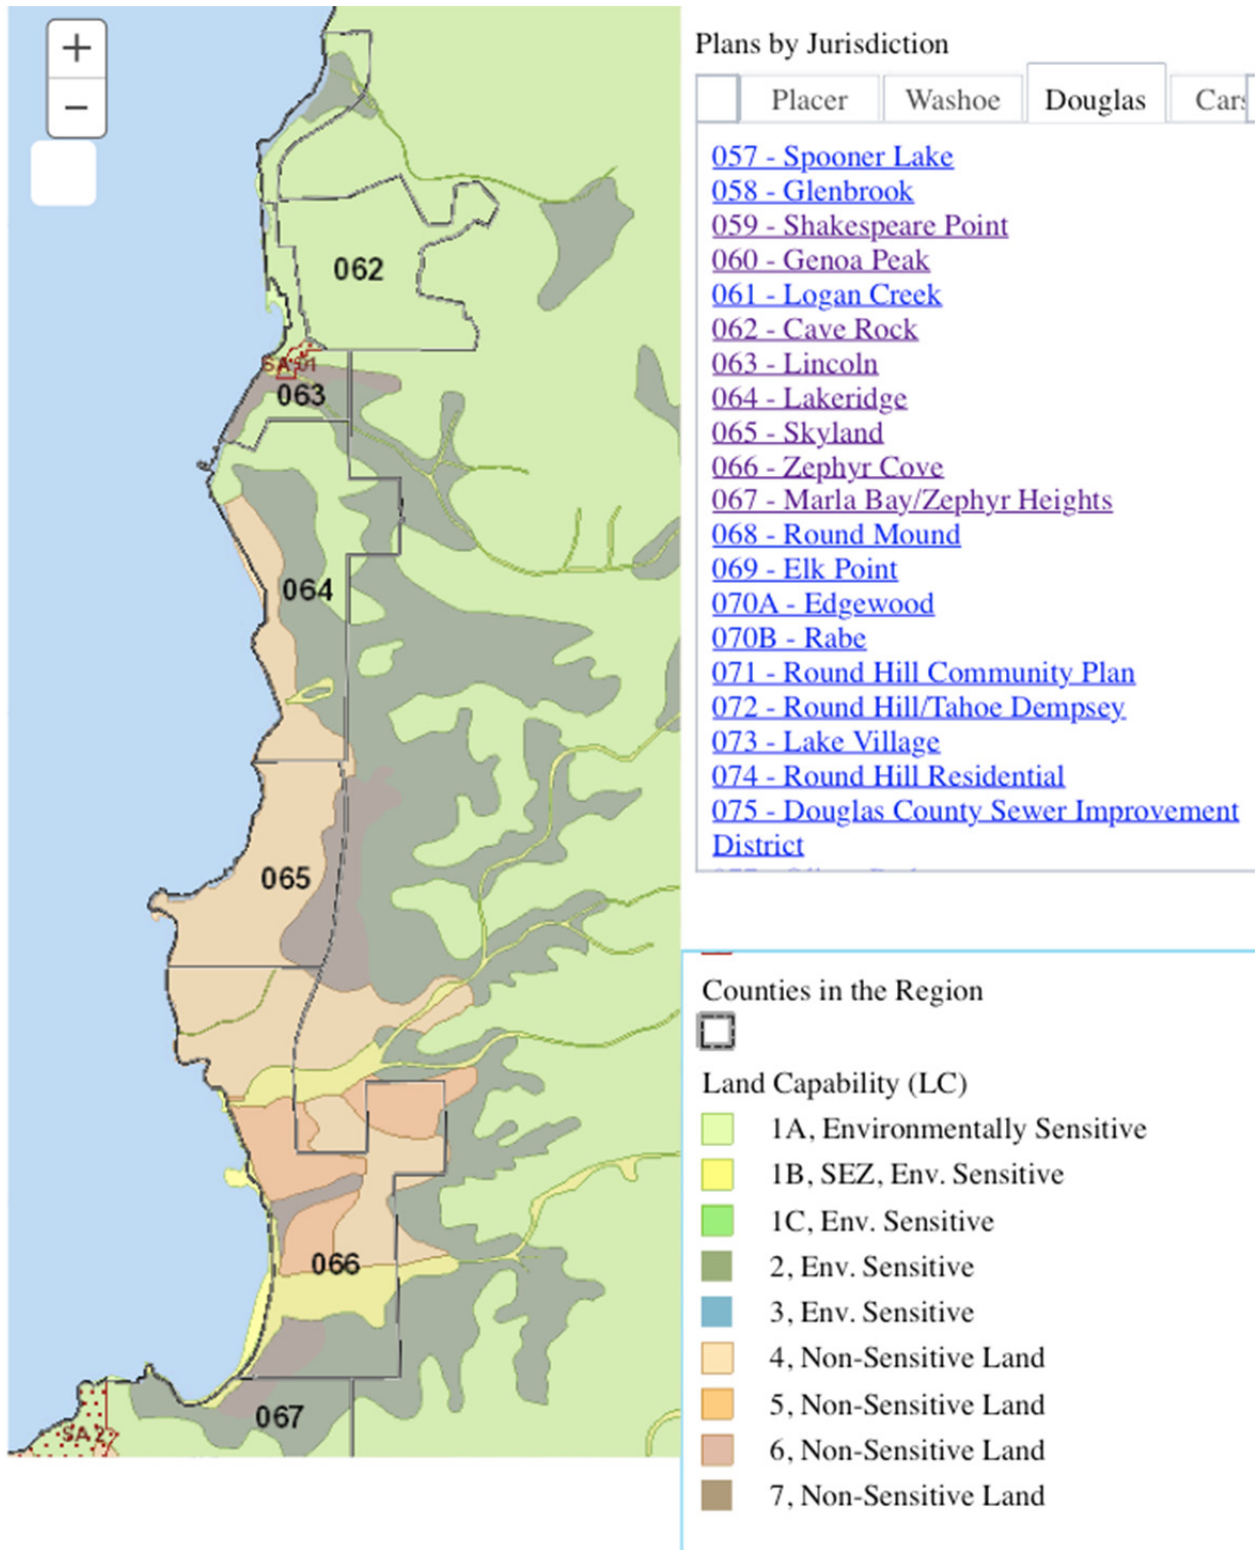 +
−
062
SA 01
063
064
065
066
067
SA 2
Plans by Jurisdiction
Placer Washoe Douglas Cars
057 - Spooner Lake
058 - Glenbrook
059 - Shakespeare Point
060 - Genoa Peak
061 - Logan Creek
062 - Cave Rock
063 - Lincoln
064 - Lakeridge
065 - Skyland
066 - Zephyr Cove
067 - Marla Bay/Zephyr Heights
068 - Round Mound
069 - Elk Point
070A - Edgewood
070B - Rabe
071 - Round Hill Community Plan
072 - Round Hill/Tahoe Dempsey
073 - Lake Village
074 - Round Hill Residential
075 - Douglas County Sewer Improvement
District
Counties in the Region
Land Capability (LC)
1A, Environmentally Sensitive
1B, SEZ, Env. Sensitive
1C, Env. Sensitive
2, Env. Sensitive
3, Env. Sensitive
4, Non-Sensitive Land
5, Non-Sensitive Land
6, Non-Sensitive Land
7, Non-Sensitive Land